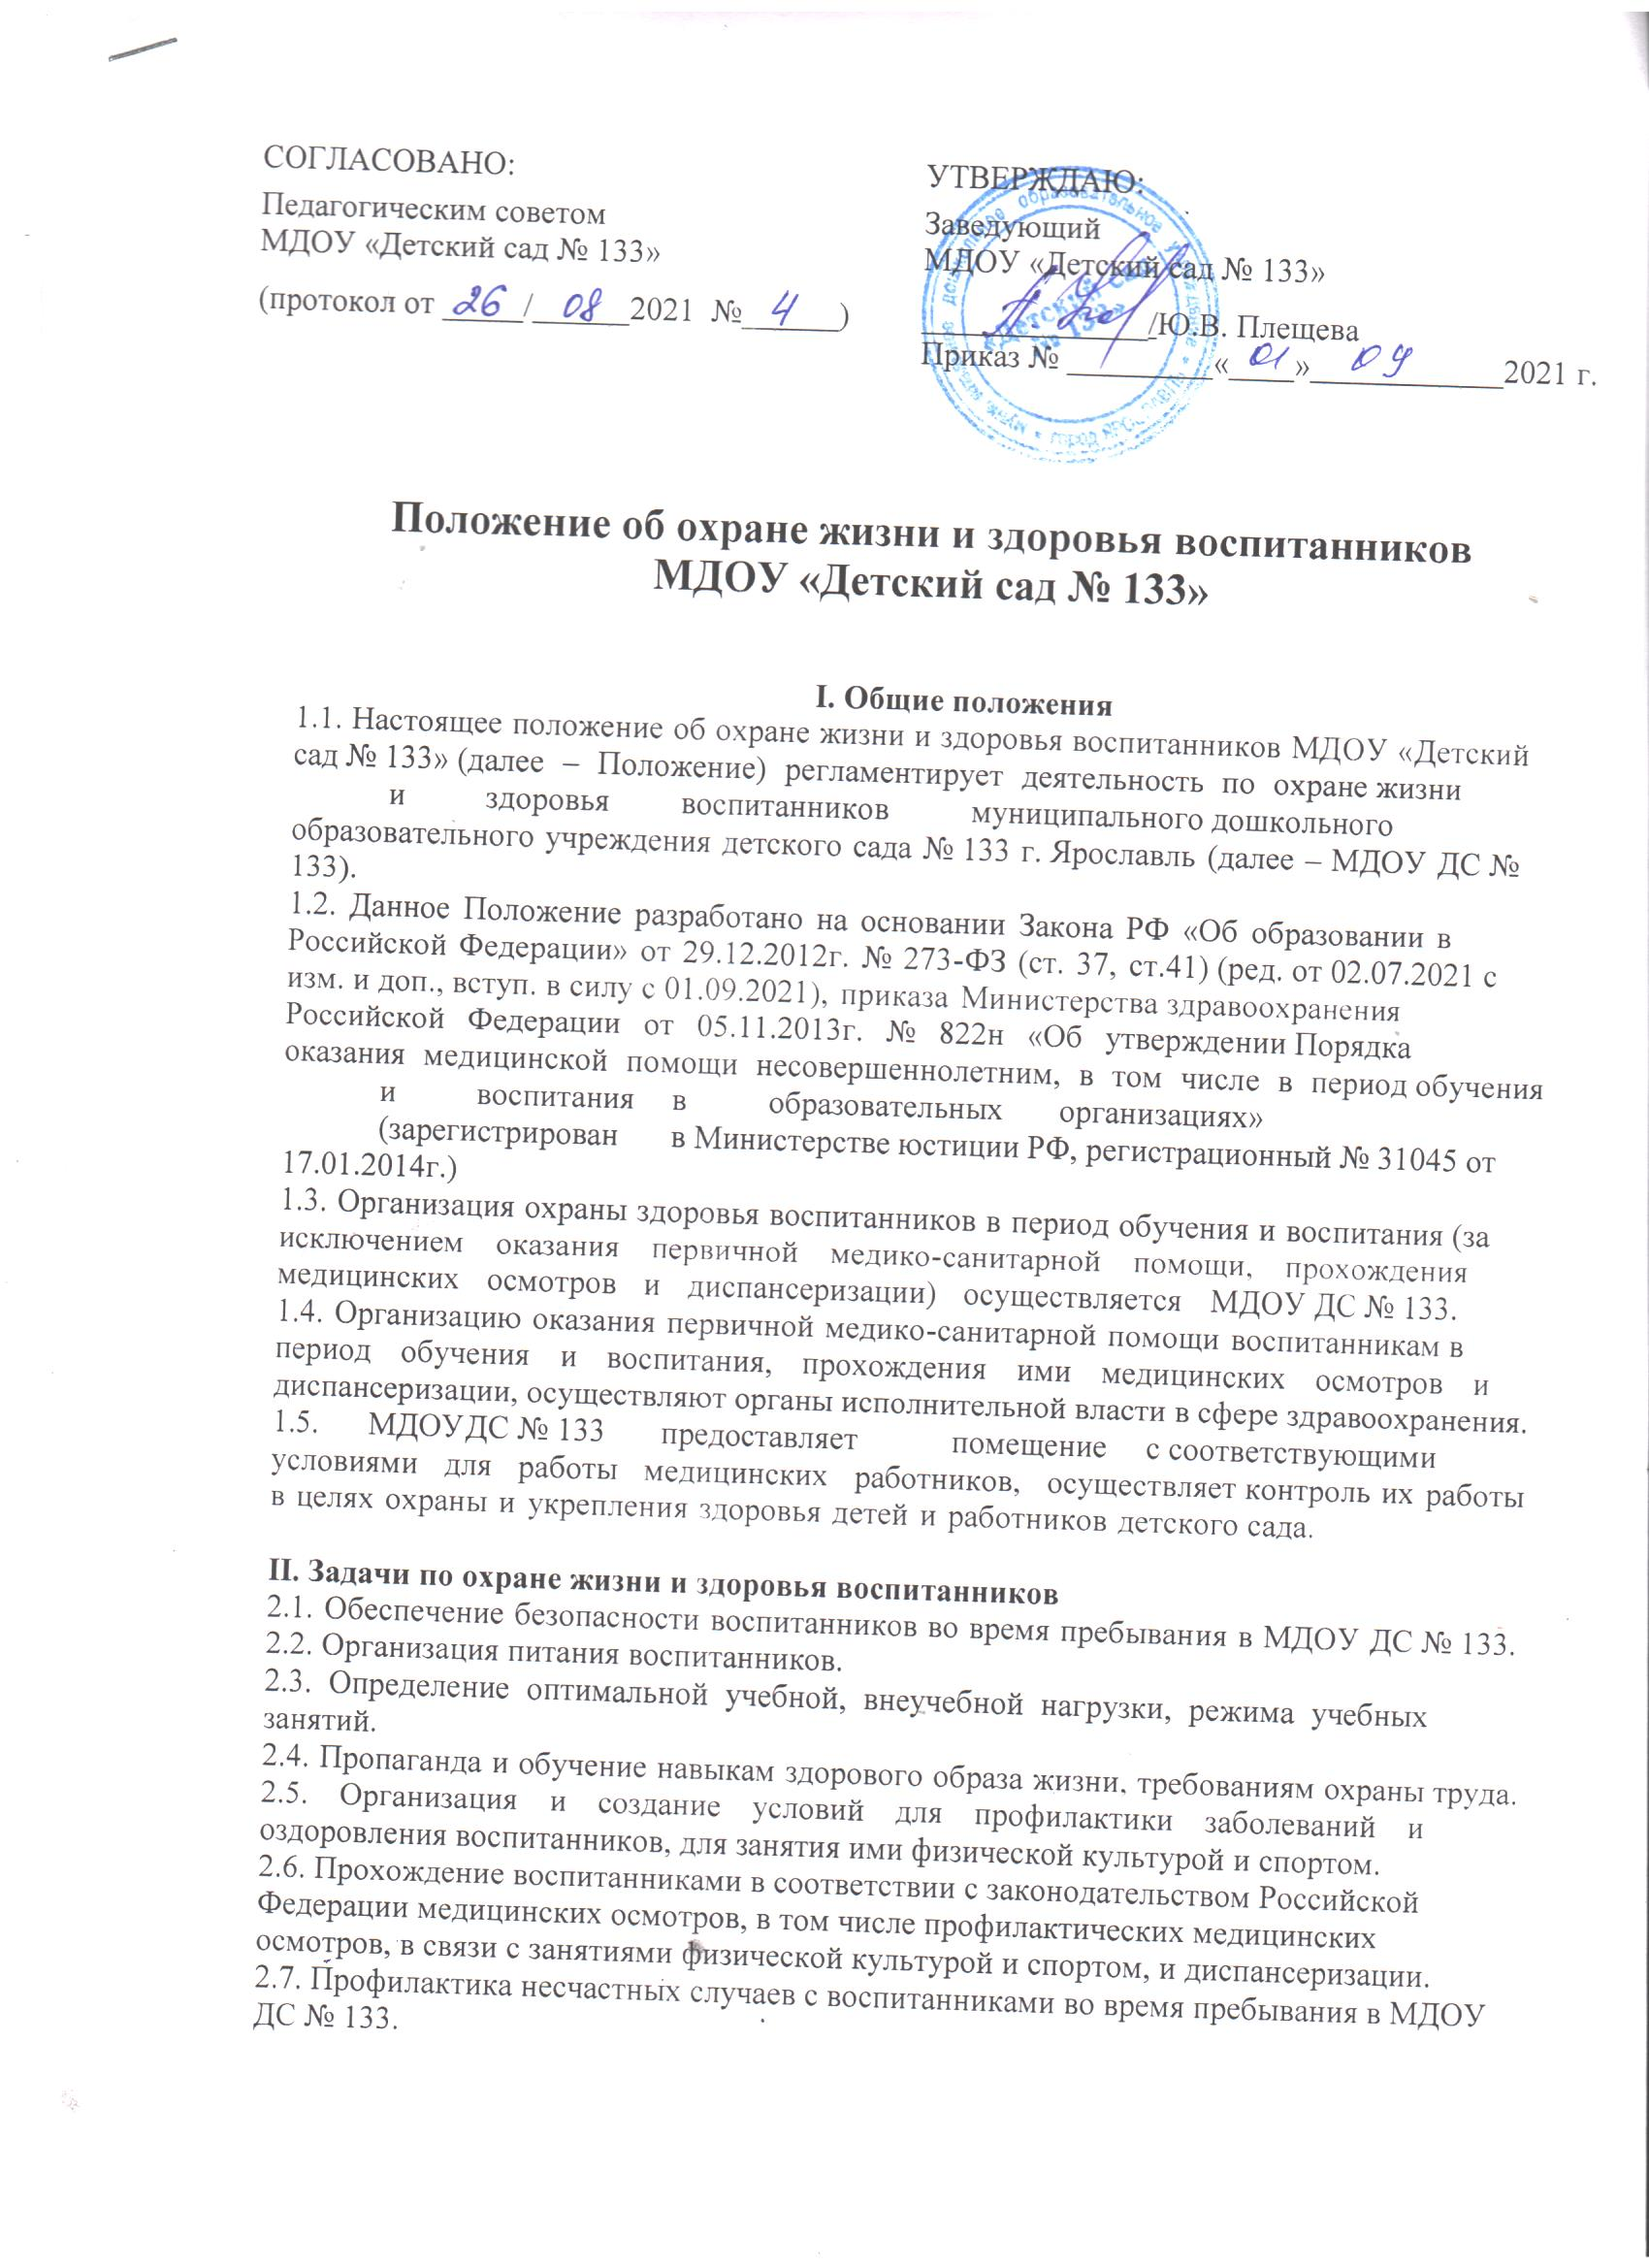 СОГЛАСОВАНО:
Педагогическим советом
МДОУ «Детский сад № 133»
(протокол от 26/08 2021 № 4)
УТВЕРЖДАЮ:
Заведующий
МДОУ «Детский сад № 133»
/Ю.В. Плещева
Приказ № «01» 09 2021 г.
Положение об охране жизни и здоровья воспитанников
МДОУ «Детский сад № 133»
I. Общие положения
1.1. Настоящее положение об охране жизни и здоровья воспитанников МДОУ «Детский
сад № 133» (далее – Положение) регламентирует деятельность по охране жизни
и здоровья воспитанников муниципального дошкольного
образовательного учреждения детского сада № 133 г. Ярославль (далее – МДОУ ДС №
133).
1.2. Данное Положение разработано на основании Закона РФ «Об образовании в
Российской Федерации» от 29.12.2012г. № 273-ФЗ (ст. 37, ст.41) (ред. от 02.07.2021 с
изм. и доп., вступ. в силу с 01.09.2021), приказа Министерства здравоохранения
Российской Федерации от 05.11.2013г. № 822н «Об утверждении Порядка
оказания медицинской помощи несовершеннолетним, в том числе в период обучения
и воспитания в образовательных организациях»
(зарегистрирован в Министерстве юстиции РФ, регистрационный № 31045 от
17.01.2014г.)
1.3. Организация охраны здоровья воспитанников в период обучения и воспитания (за
исключением оказания первичной медико-санитарной помощи, прохождения
медицинских осмотров и диспансеризации) осуществляется МДОУ ДС № 133.
1.4. Организацию оказания первичной медико-санитарной помощи воспитанникам в
период обучения и воспитания, прохождения ими медицинских осмотров и
диспансеризации, осуществляют органы исполнительной власти в сфере здравоохранения.
1.5. МДОУДС № 133 предоставляет помещение с соответствующими
условиями для работы медицинских работников, осуществляет контроль их работы
в целях охраны и укрепления здоровья детей и работников детского сада.
II. Задачи по охране жизни и здоровья воспитанников
2.1. Обеспечение безопасности воспитанников во время пребывания в МДОУ ДС № 133.
2.2. Организация питания воспитанников.
2.3. Определение оптимальной учебной, внеучебной нагрузки, режима учебных
занятий.
2.4. Пропаганда и обучение навыкам здорового образа жизни, требованиям охраны труда.
2.5. Организация и создание условий для профилактики заболеваний и
оздоровления воспитанников, для занятия ими физической культурой и спортом.
2.6. Прохождение воспитанниками в соответствии с законодательством Российской
Федерации медицинских осмотров, в том числе профилактических медицинских
осмотров, в связи с занятиями физической культурой и спортом, и диспансеризации.
2.7. Профилактика несчастных случаев с воспитанниками во время пребывания в МДОУ
ДС № 133.